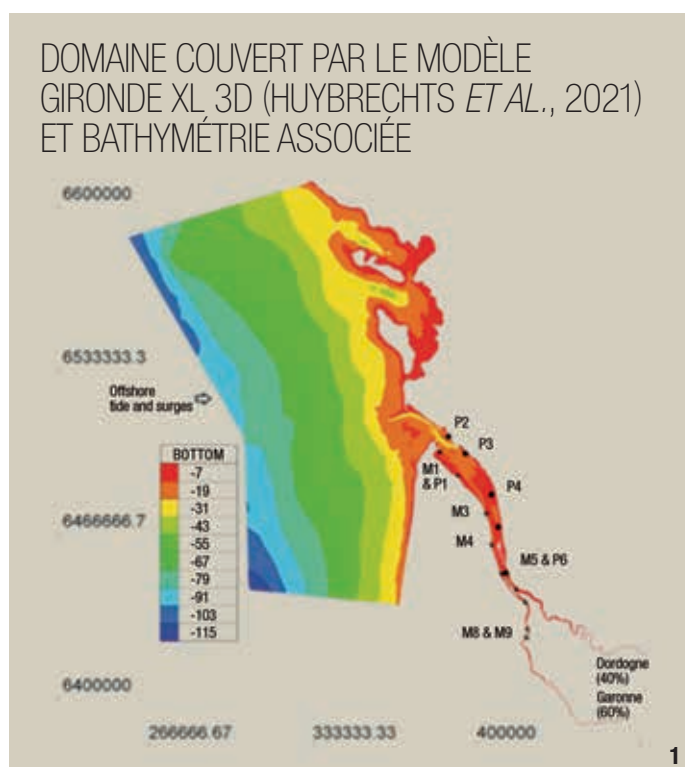 DOMAINE COUVERT PAR LE MODÈLE
GIRONDE XL 3D (HUYBRECHTS ET AL., 2021)
ET BATHYMÉTRIE ASSOCIÉE
6600000
6533333.3
Offshore
tide and surges
BOTTOM
-7
-19
-31
-43
-55
-67
-79
-91
-103
-115
6466666.7
6400000
P2
P3
M1
& P1
P4
M3
M4
M5 & P6
M8 & M9
Dordogne
(40%)
Garonne
(60%)
266666.67
333333.33
400000
1